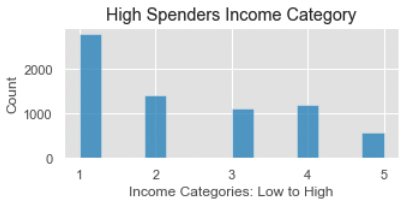 High Spenders Income Category
Count
2000
1000
0
1 2 3 4 5
Income Categories: Low to High